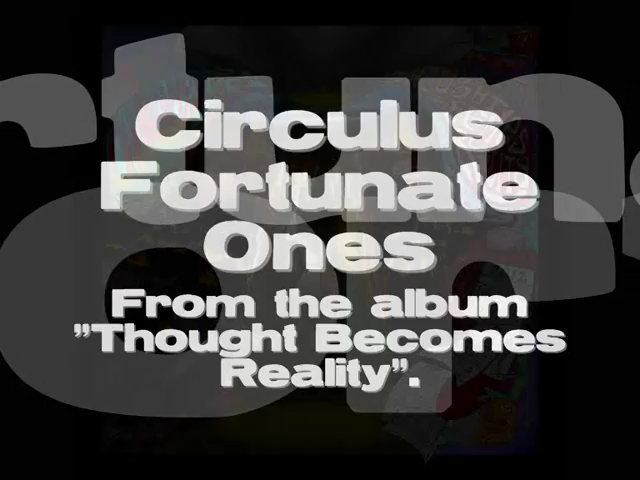 Circulus
Fortunate
Ones
From the album
"Thought Becomes
Reality".